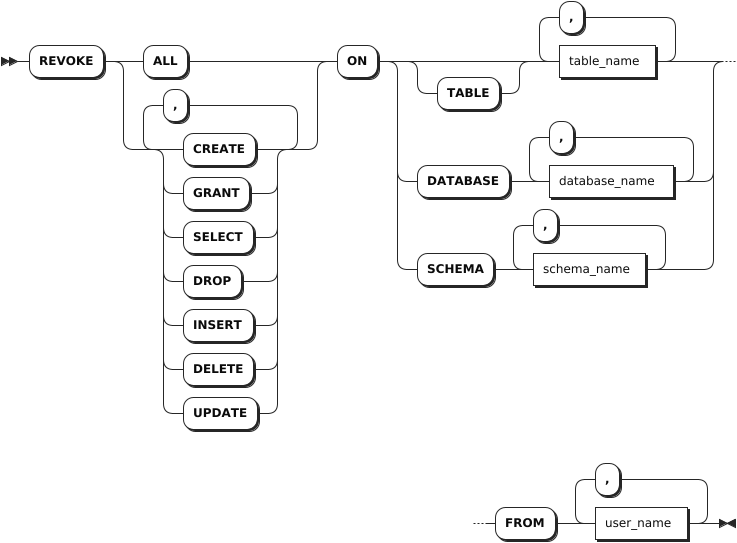 ,
REVOKE ALL ON table_name
TABLE
,
CREATE
,
DATABASE database_name
GRANT
,
SELECT
SCHEMA schema_name
DROP
INSERT
DELETE
UPDATE
,
FROM user_name